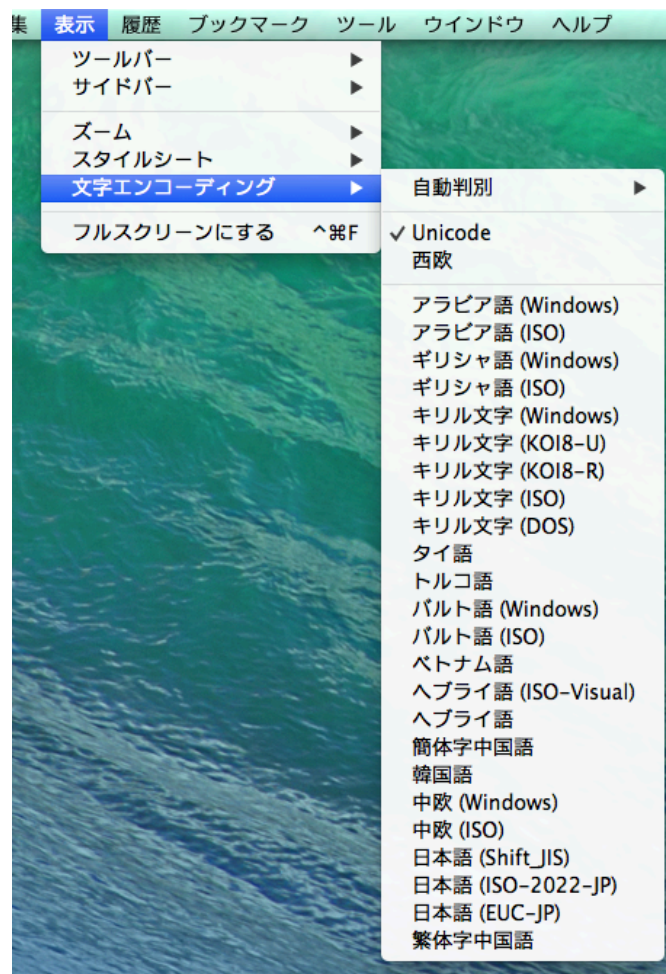 集 表示 履歴 ブックマーク ツール ウインドウ ヘルプ
ツールバー ▶
サイドバー ▶
ズーム ▶
スタイルシート ▶
文字エンコーディング ▶
フルスクリーンにする ^⌘F
自動判別 ▶
✓ Unicode
西欧
アラビア語 (Windows)
アラビア語 (ISO)
ギリシャ語 (Windows)
ギリシャ語 (ISO)
キリル文字 (Windows)
キリル文字 (KOI8-U)
キリル文字 (KOI8-R)
キリル文字 (ISO)
キリル文字 (DOS)
タイ語
トルコ語
バルト語 (Windows)
バルト語 (ISO)
ベトナム語
ヘブライ語 (ISO-Visual)
ヘブライ語
簡体字中国語
韓国語
中欧 (Windows)
中欧 (ISO)
日本語 (Shift_JIS)
日本語 (ISO-2022-JP)
日本語 (EUC-JP)
繁体字中国語